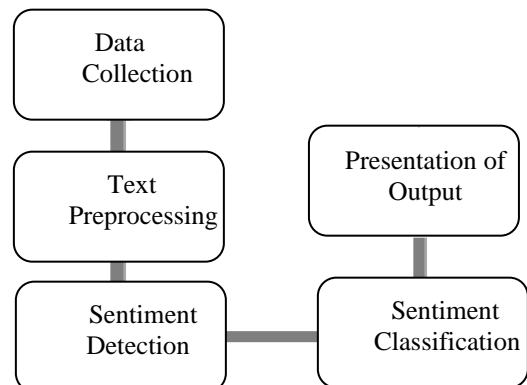 Data
Collection
Text
Preprocessing
Sentiment
Detection
Sentiment
Classification
Presentation of
Output